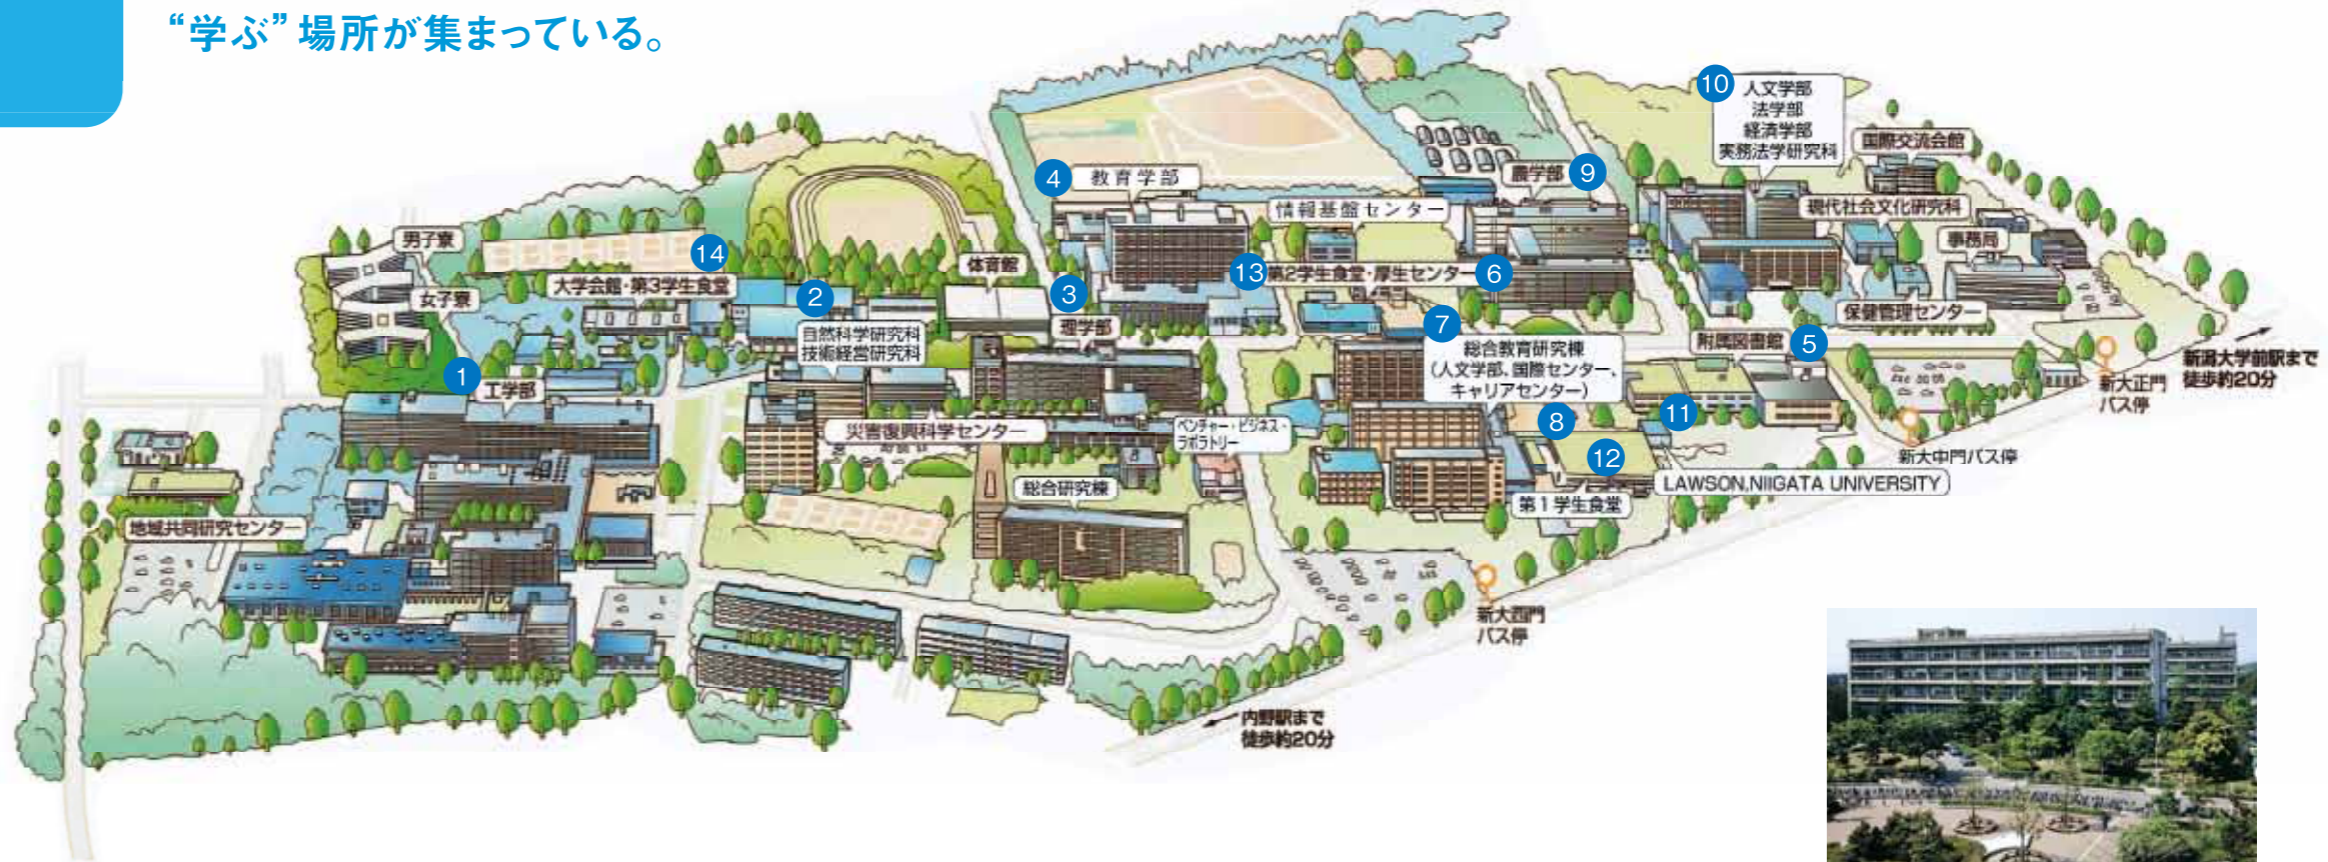 “学ぶ”場所が集まっている。
10
人文学部
法学部
経済学部
実務法学研究科
国際交流会館
4
教育学部
農学部
9
情報基盤センター
現代社会文化研究科
事務局
男子寮
14
大学会館・第3学生食堂
体育館
13
第2学生食堂・厚生センター
6
女子寮
2
3
理学部
自然科学研究科
技術経営研究科
7
総合教育研究棟
(人文学部、国際センター、
キャリアセンター)
保健管理センター
附属図書館
5
新潟大学前駅まで
徒歩約20分
新大正門
バス停
1
工学部
災害復興科学センター
ベンチャー・ビジネス・
ラボラトリー
8
11
12
新大中門バス停
LAWSON,NIIGATA UNIVERSITY
総合研究棟
第1学生食堂
地域共同研究センター
新大西門
バス停
内野駅まで
徒歩約20分